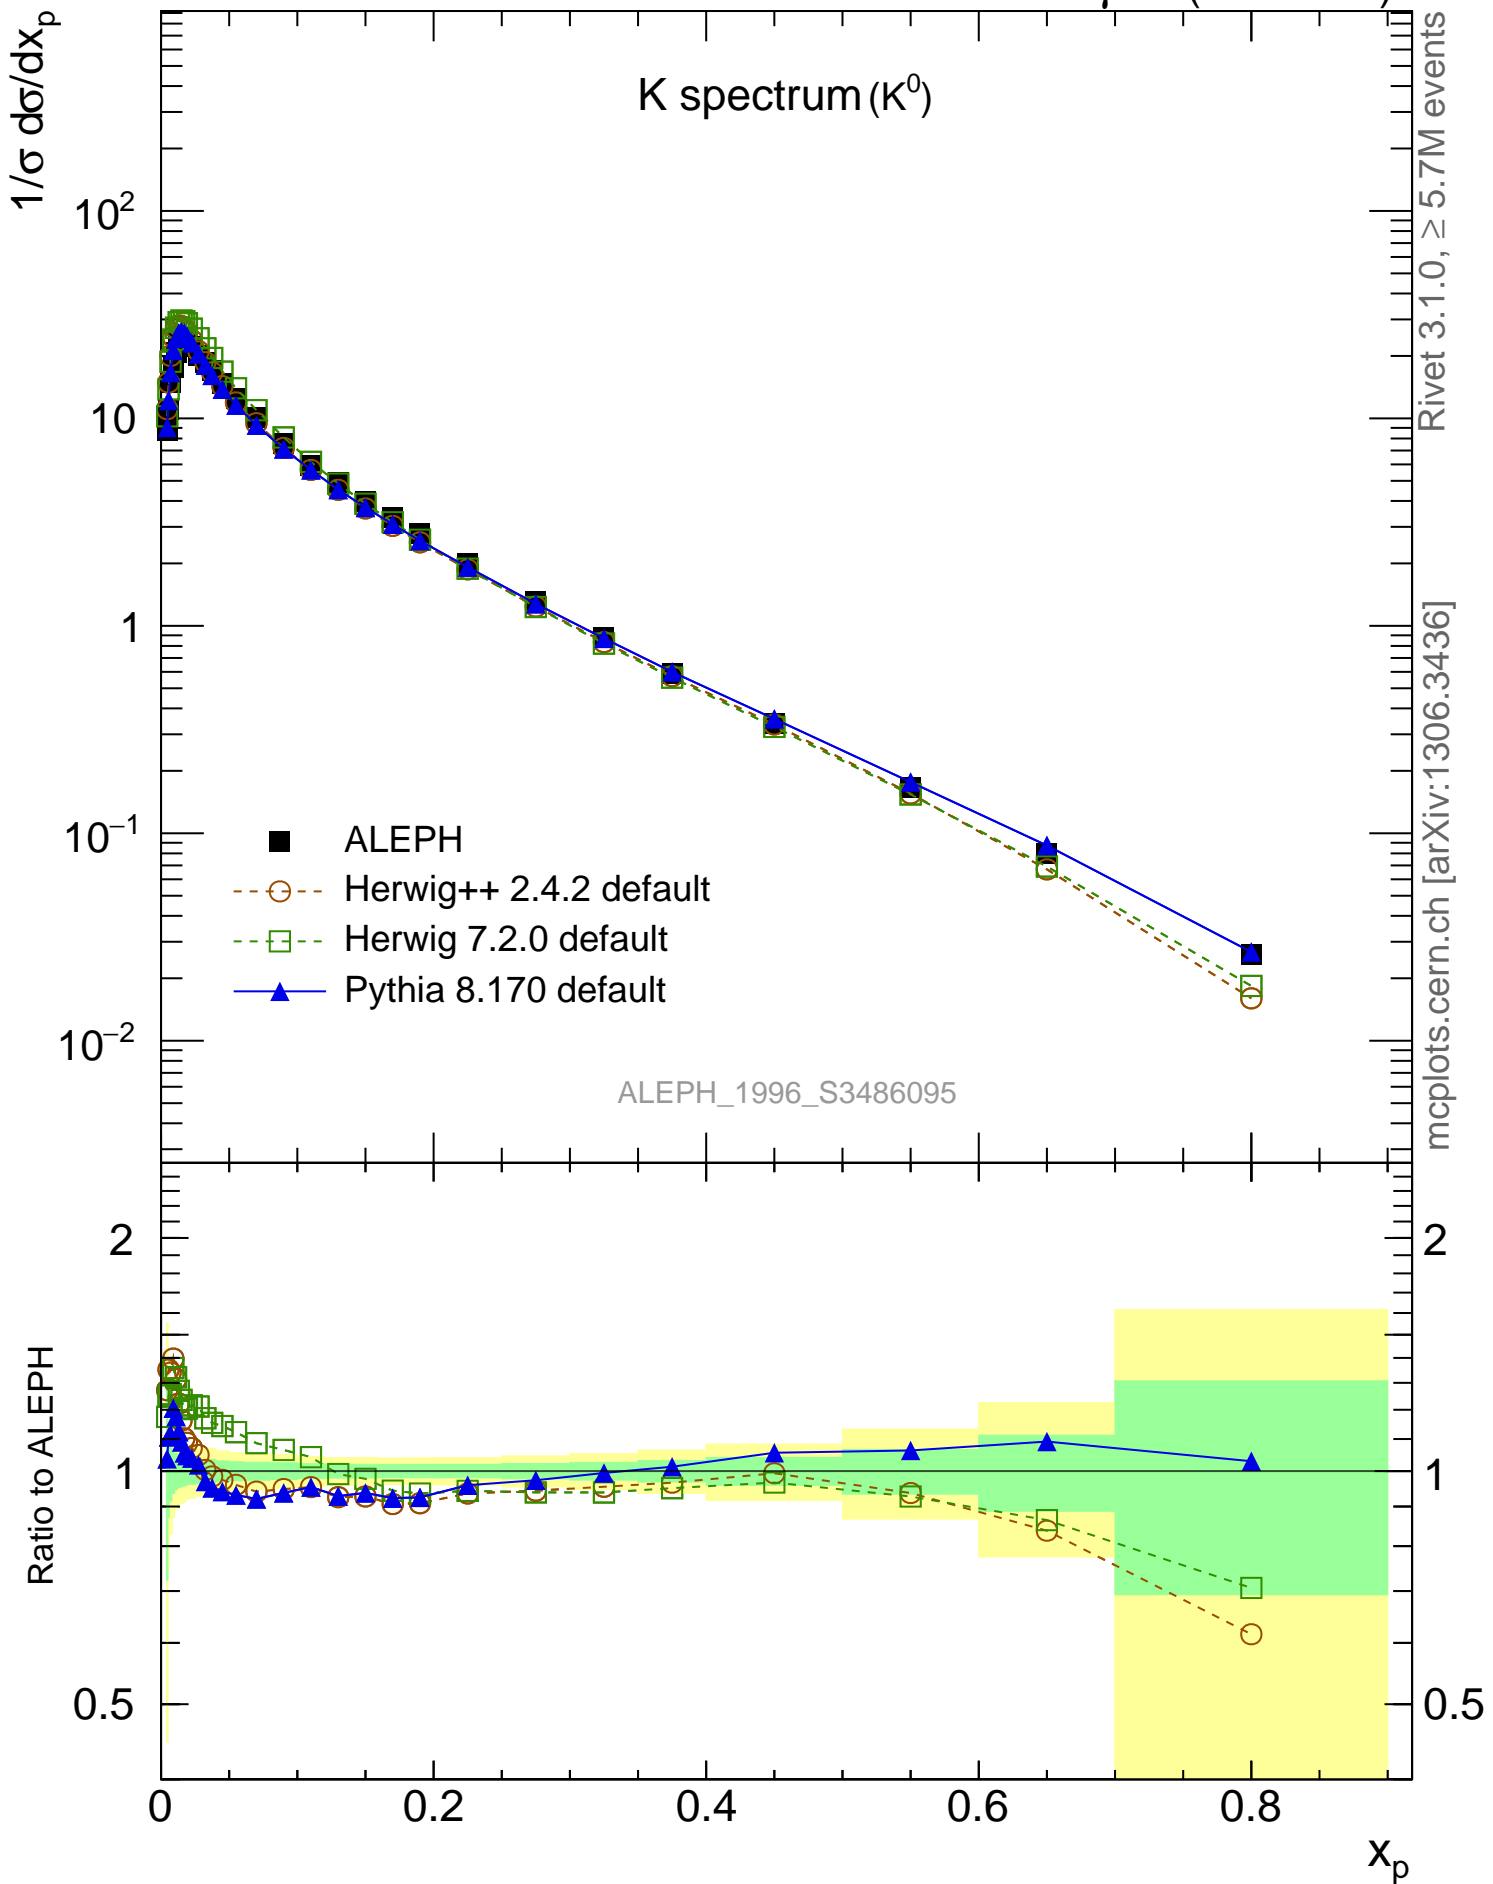 1/σ dσ/dxp
K spectrum (K⁰)
10²
10
1
10⁻¹
10⁻²
ALEPH
Herwig++ 2.4.2 default
Herwig 7.2.0 default
Pythia 8.170 default
ALEPH_1996_S3486095
Rivet 3.1.0, ≥ 5.7M events
mcplots.cern.ch [arXiv:1306.3436]
Ratio to ALEPH
2 2
1 1
0.5 0.5
0 0.2 0.4 0.6 0.8
xp